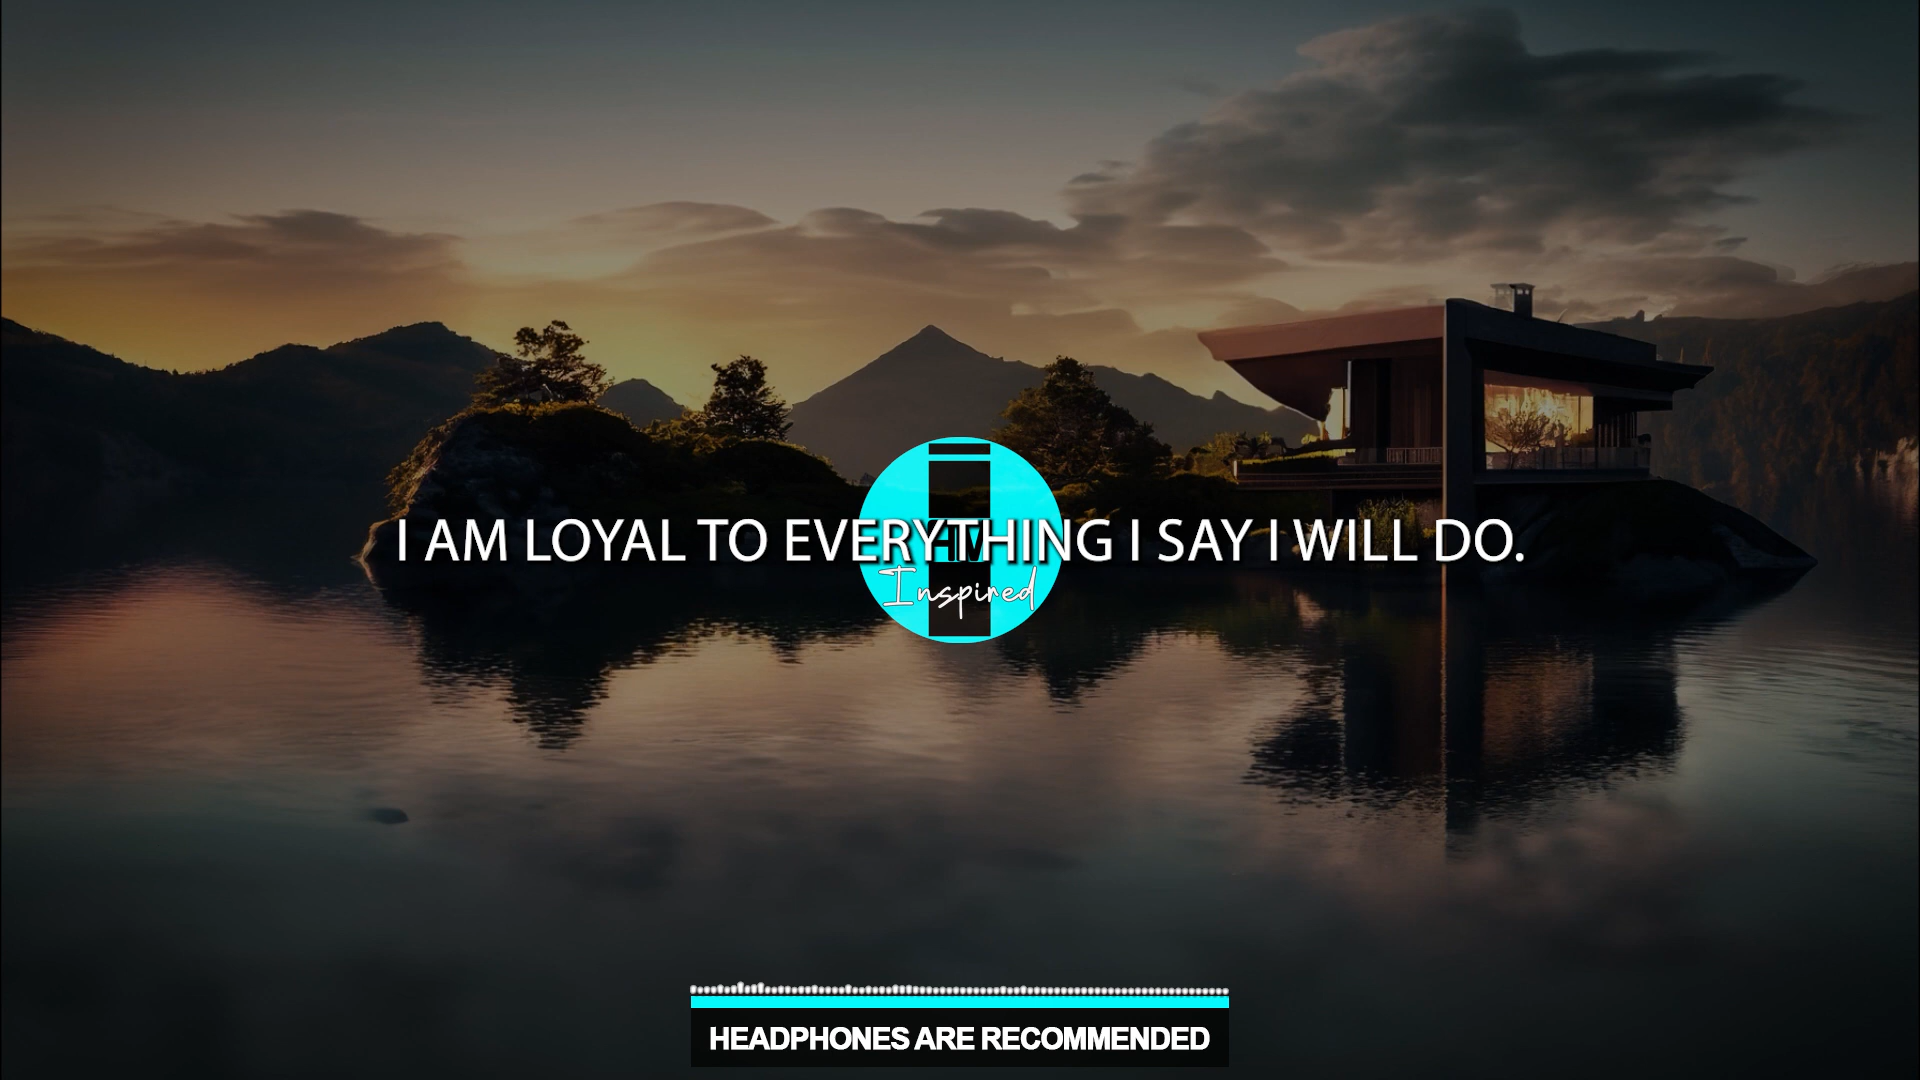 I AM LOYAL TO EVERYTHING I SAY I WILL DO.
Inspired
HEADPHONES ARE RECOMMENDED